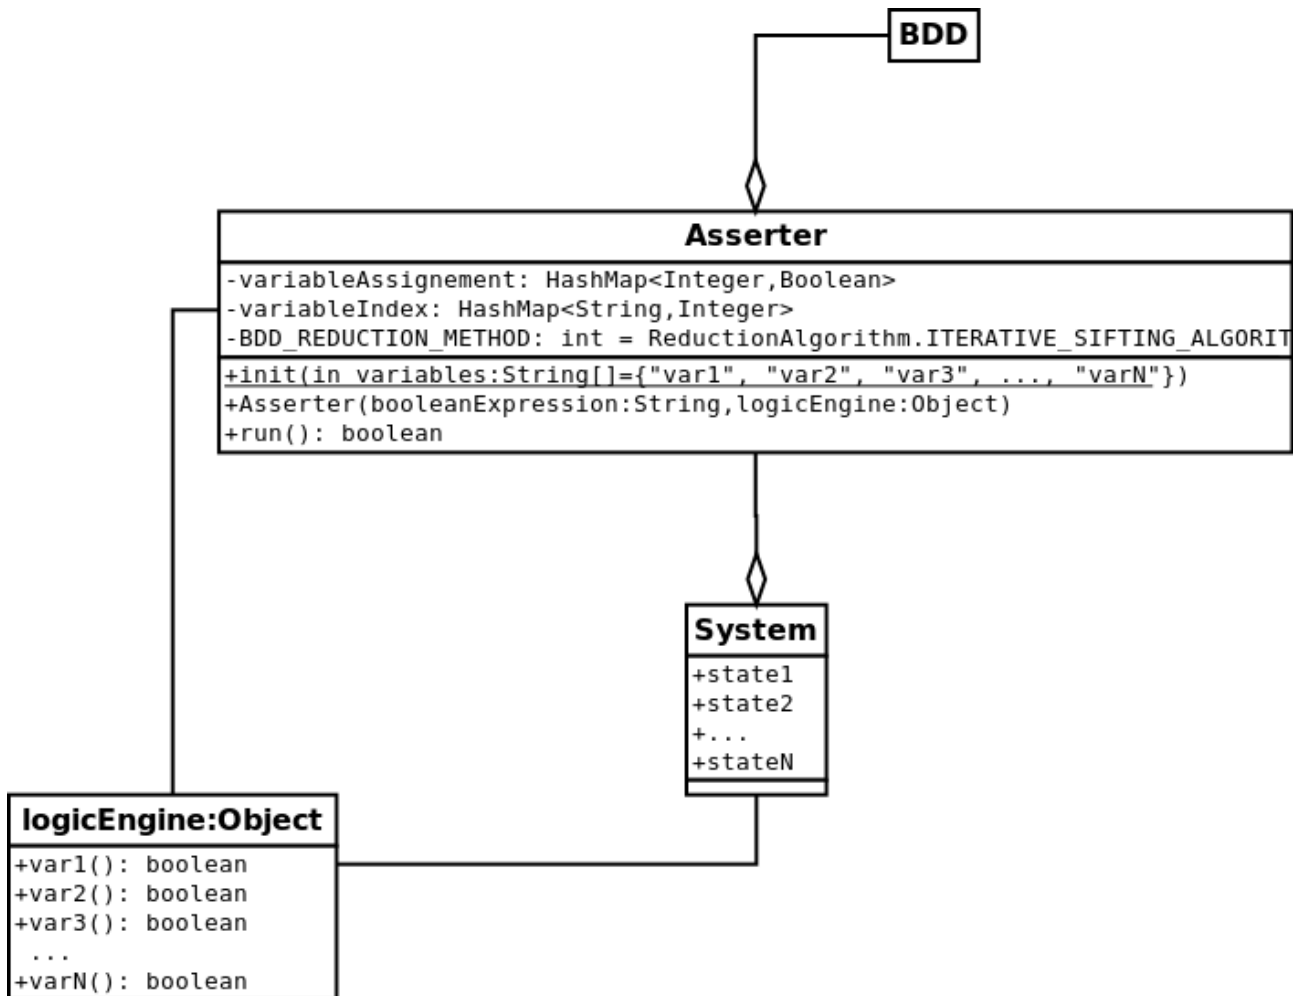 BDD
Asserter
-variableAssignement: HashMap<Integer,Boolean>
-variableIndex: HashMap<String,Integer>
-BDD_REDUCTION_METHOD: int = ReductionAlgorithm.ITERATIVE_SIFTING_ALGORIT
+init(in variables:String[]={"var1", "var2", "var3", ..., "varN"})
+Asserter(booleanExpression:String,logicEngine:Object)
+run(): boolean
System
+state1
+state2
+...
+stateN
logicEngine:Object
+var1(): boolean
+var2(): boolean
+var3(): boolean
...
+varN(): boolean